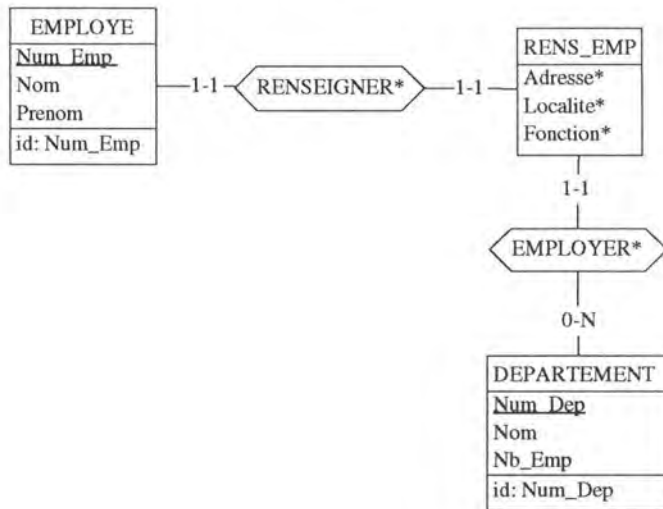 EMPLOYE
Num_Emp
Nom
Prenom
id: Num_Emp
1-1
RENSEIGNER*
1-1
RENS_EMP
Adresse*
Localite*
Fonction*
1-1
EMPLOYER*
0-N
DEPARTEMENT
Num_Dep
Nom
Nb_Emp
id: Num_Dep